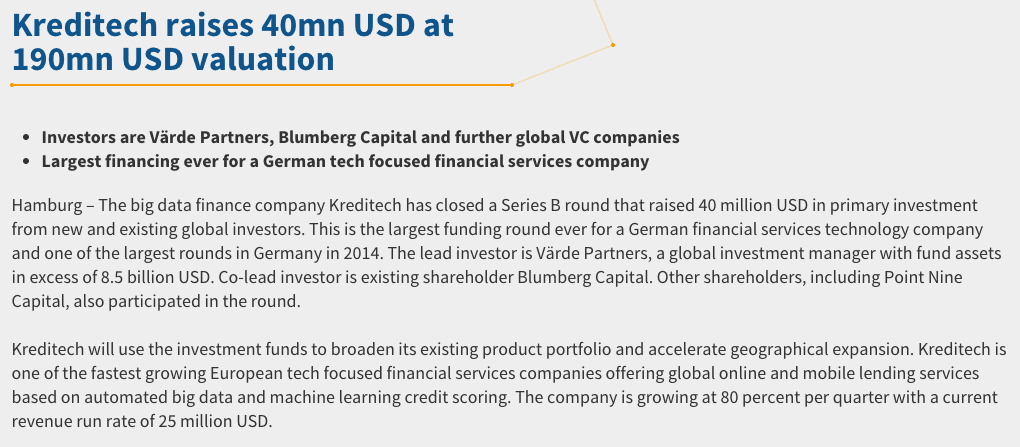 Kreditech raises 40mn USD at
190mn USD valuation
• Investors are Värde Partners, Blumberg Capital and further global VC companies
• Largest financing ever for a German tech focused financial services company
Hamburg – The big data finance company Kreditech has closed a Series B round that raised 40 million USD in primary investment
from new and existing global investors. This is the largest funding round ever for a German financial services technology company
and one of the largest rounds in Germany in 2014. The lead investor is Värde Partners, a global investment manager with fund assets
in excess of 8.5 billion USD. Co-lead investor is existing shareholder Blumberg Capital. Other shareholders, including Point Nine
Capital, also participated in the round.
Kreditech will use the investment funds to broaden its existing product portfolio and accelerate geographical expansion. Kreditech is
one of the fastest growing European tech focused financial services companies offering global online and mobile lending services
based on automated big data and machine learning credit scoring. The company is growing at 80 percent per quarter with a current
revenue run rate of 25 million USD.